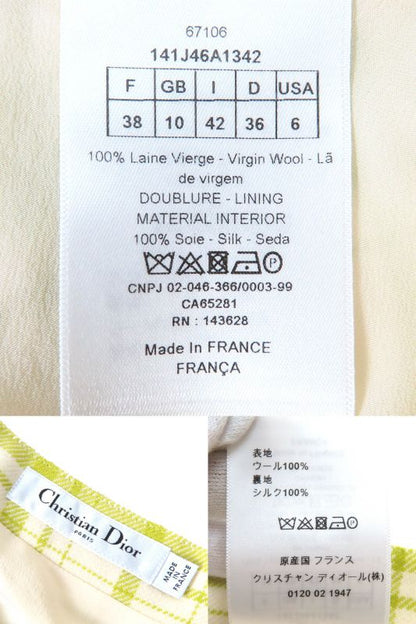 67106
141J46A1342
F GB I D USA
38 10 42 36 6
100% Laine Vierge - Virgin Wool - Lã
de virgem
DOUBLURE - LINING
MATERIAL INTERIOR
100% Soie - Silk - Seda
P
CNPJ 02-046-366/0003-99
CA65281
RN : 143628
Made In FRANCE
FRANÇA
Christian Dior
PARIS
MADE IN
FRANCE
表地
ウール100%
裏地
シルク100%
P
原産国 フランス
クリスチャン ディオール(株)
0120 02 1947